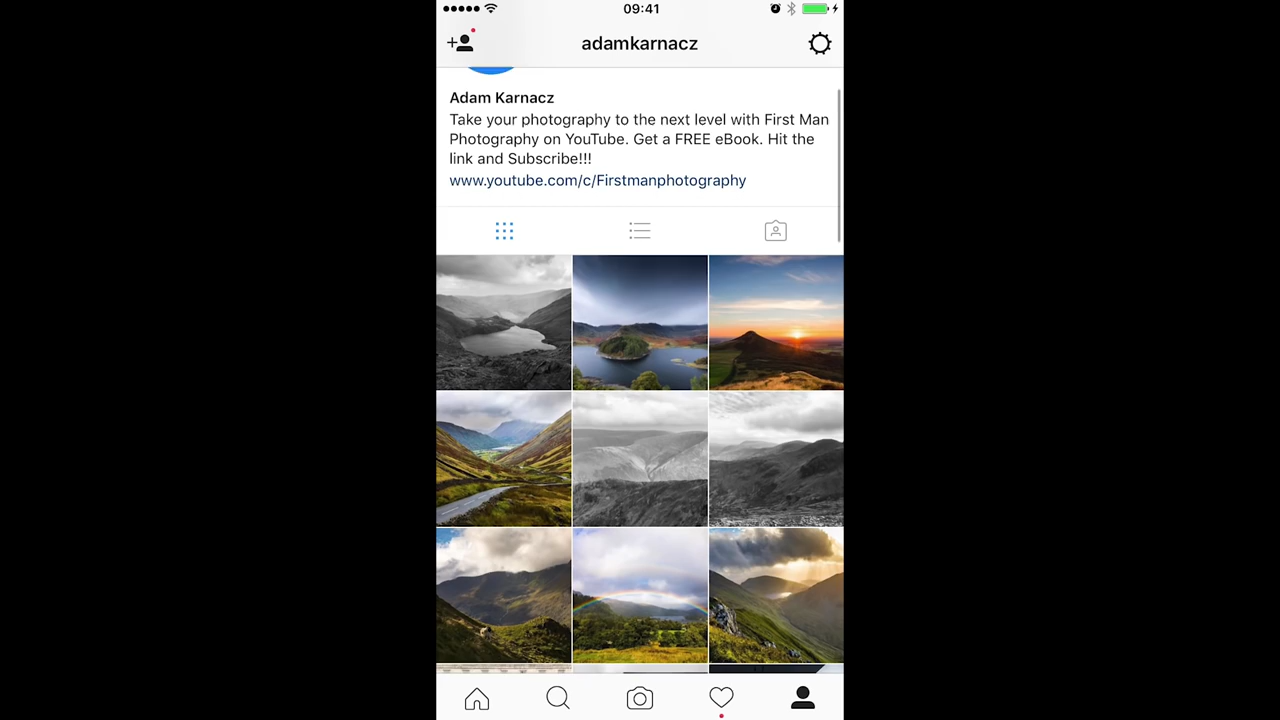 09:41
adamkarnacz
Adam Karnacz
Take your photography to the next level with First Man
Photography on YouTube. Get a FREE eBook. Hit the
link and Subscribe!!!
www.youtube.com/c/Firstmanphotography